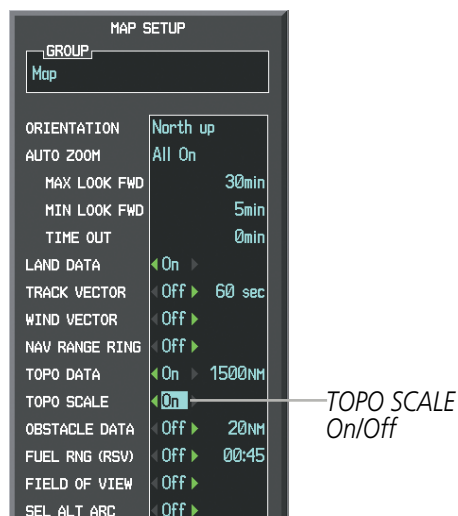 MAP SETUP
GROUP
Map
ORIENTATION North up
AUTO ZOOM All On
MAX LOOK FWD 30min
MIN LOOK FWD 5min
TIME OUT 0min
LAND DATA On
TRACK VECTOR Off 60 sec
WIND VECTOR Off
NAV RANGE RING Off
TOPO DATA On 1500NM
TOPO SCALE On
TOPO SCALE
On/Off
OBSTACLE DATA Off 20NM
FUEL RNG (RSV) Off 00:45
FIELD OF VIEW Off
SEL ALT ARC Off